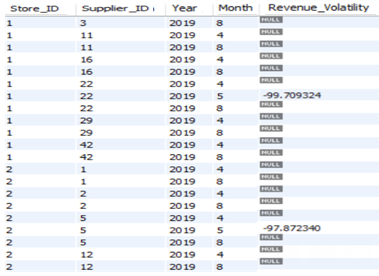 Store_ID Supplier_ID Year Month Revenue_Volatility
1 3 2019 8 NULL
1 11 2019 4 NULL
1 11 2019 8 NULL
1 16 2019 4 NULL
1 16 2019 8 NULL
1 22 2019 4 NULL
1 22 2019 5 -99.709324
1 22 2019 8 NULL
1 29 2019 4 NULL
1 29 2019 8 NULL
1 42 2019 4 NULL
1 42 2019 8 NULL
2 1 2019 4 NULL
2 1 2019 8 NULL
2 2 2019 4 NULL
2 2 2019 8 NULL
2 5 2019 4 NULL
2 5 2019 5 -97.872340
2 5 2019 8 NULL
2 12 2019 4 NULL
2 12 2019 8 NULL